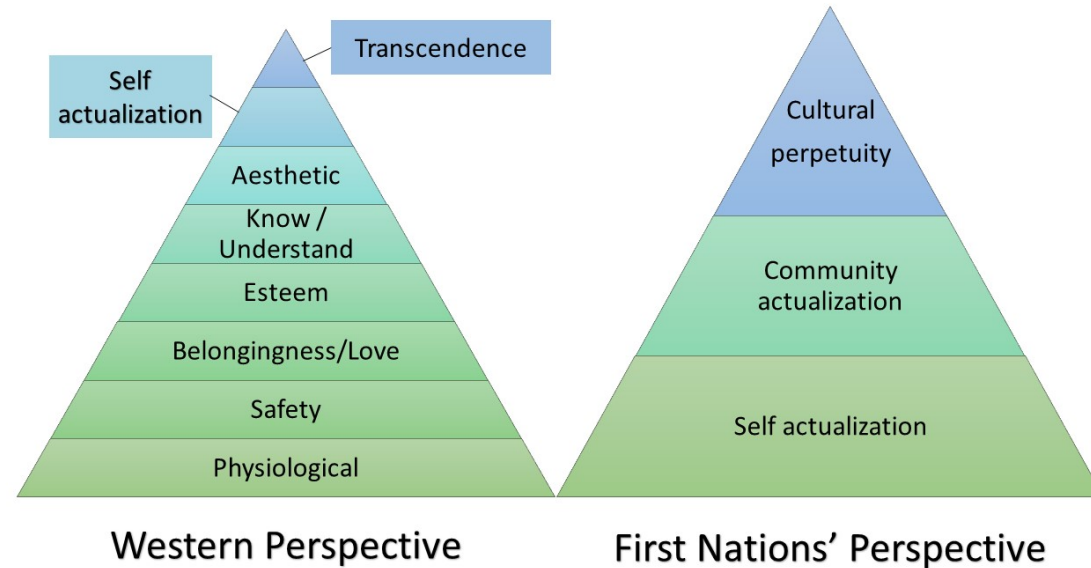 Transcendence
Self
actualization
Aesthetic
Know /
Understand
Esteem
Belongingness/Love
Safety
Physiological
Western Perspective
Cultural
perpetuity
Community
actualization
Self actualization
First Nations’ Perspective